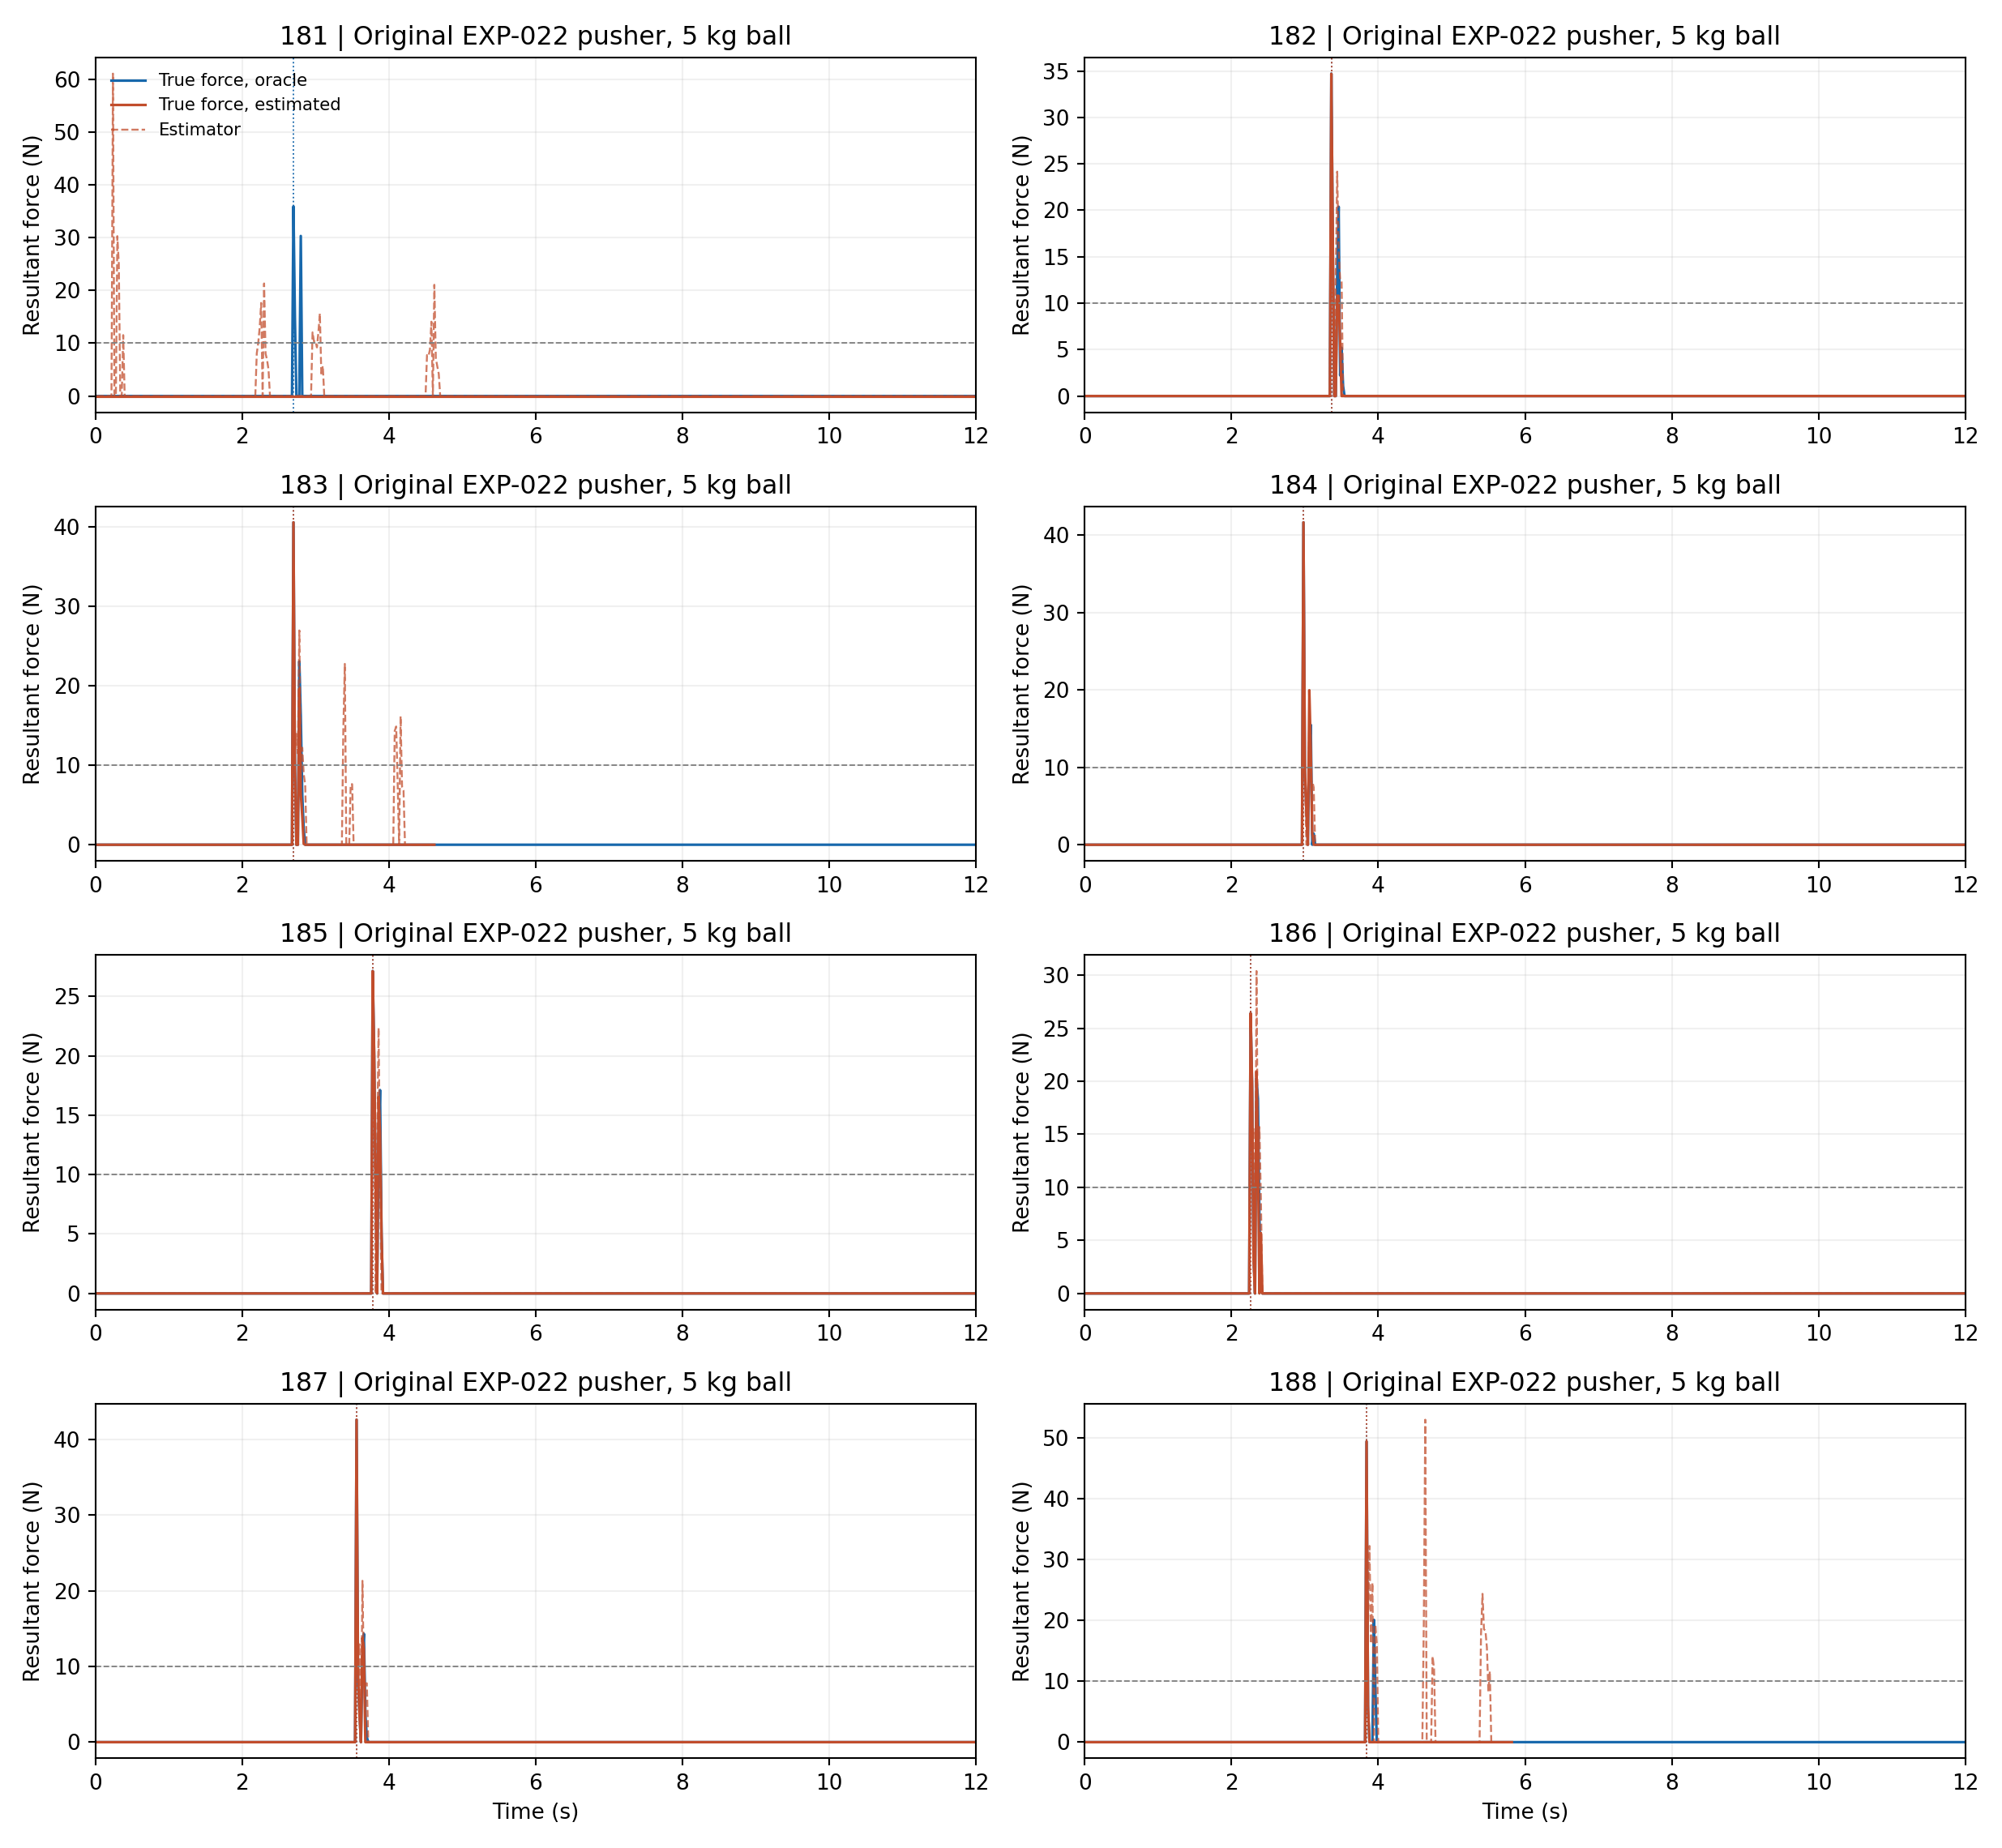 181 | Original EXP-022 pusher, 5 kg ball
Resultant force (N)
60
50
40
30
20
10
0
True force, oracle
True force, estimated
Estimator
0 2 4 6 8 10 12
182 | Original EXP-022 pusher, 5 kg ball
Resultant force (N)
35
30
25
20
15
10
5
0
0 2 4 6 8 10 12
183 | Original EXP-022 pusher, 5 kg ball
Resultant force (N)
40
30
20
10
0
0 2 4 6 8 10 12
184 | Original EXP-022 pusher, 5 kg ball
Resultant force (N)
40
30
20
10
0
0 2 4 6 8 10 12
185 | Original EXP-022 pusher, 5 kg ball
Resultant force (N)
25
20
15
10
5
0
0 2 4 6 8 10 12
186 | Original EXP-022 pusher, 5 kg ball
Resultant force (N)
30
25
20
15
10
5
0
0 2 4 6 8 10 12
187 | Original EXP-022 pusher, 5 kg ball
Resultant force (N)
40
30
20
10
0
0 2 4 6 8 10 12
Time (s)
188 | Original EXP-022 pusher, 5 kg ball
Resultant force (N)
50
40
30
20
10
0
0 2 4 6 8 10 12
Time (s)